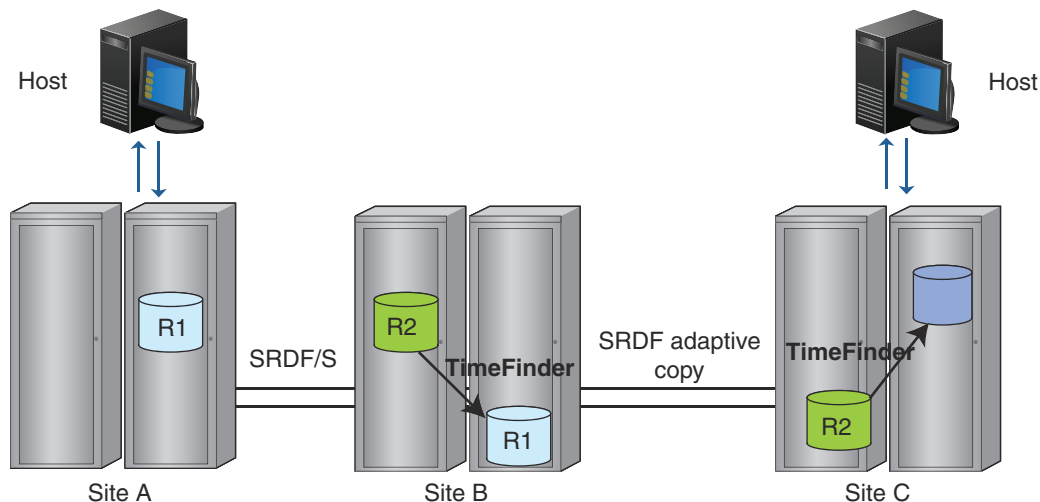 Host
Host
R1
R2
SRDF/S
TimeFinder
R1
SRDF adaptive
copy
TimeFinder
R2
Site A
Site B
Site C